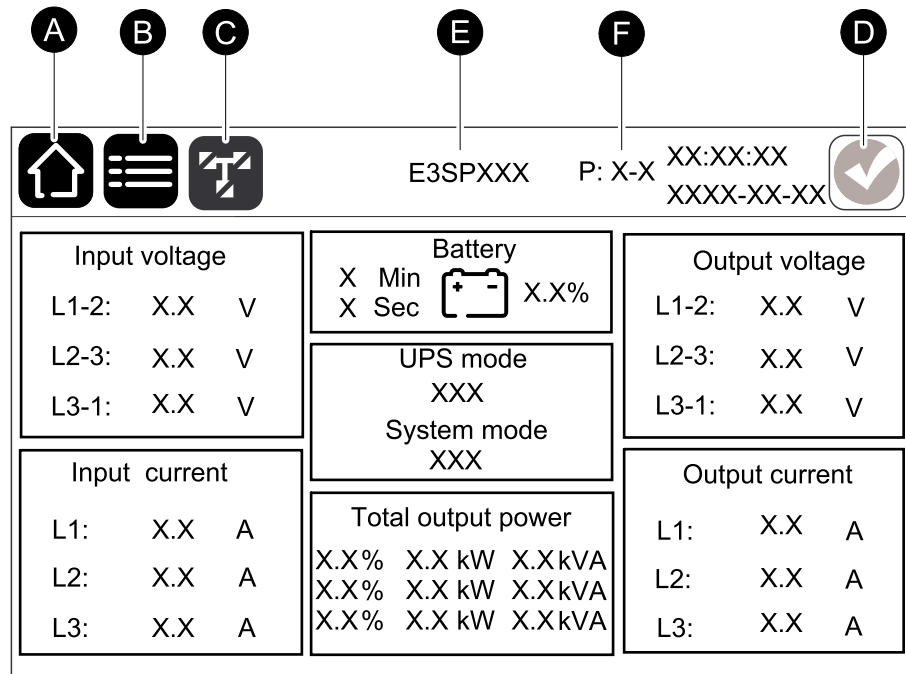 A B C E F D
E3SPXXX P: X-X XX:XX:XX
XXXX-XX-XX
Input voltage
L1-2: X.X V
L2-3: X.X V
L3-1: X.X V
Battery
X Min
X Sec
+ -
X.X%
Output voltage
L1-2: X.X V
L2-3: X.X V
L3-1: X.X V
UPS mode
XXX
System mode
XXX
Input current
L1: X.X A
L2: X.X A
L3: X.X A
Total output power
X.X% X.X kW X.X kVA
X.X% X.X kW X.X kVA
X.X% X.X kW X.X kVA
Output current
L1: X.X A
L2: X.X A
L3: X.X A